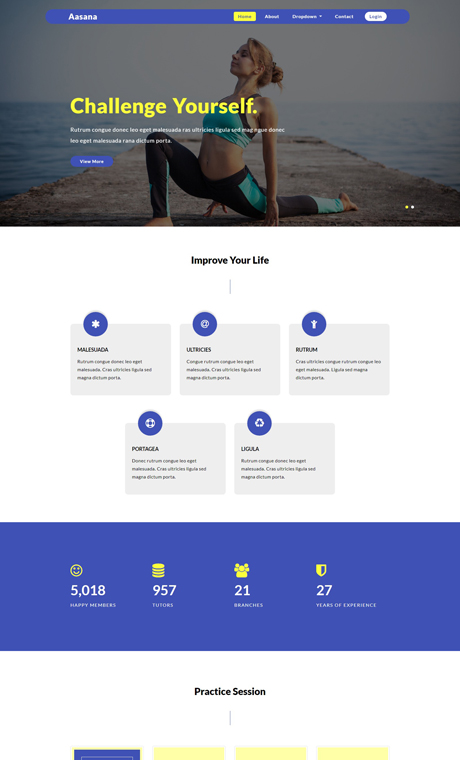 Aasana
Home About Dropdown Contact Login
Challenge Yourself.
Rutrum congue donec leo eget malesuada ras ultricies ligula sed mag ngue donec
leo eget malesuada rana dictum porta.
View More
Improve Your Life
MALESUADA
Rutrum congue donec leo eget
malesuada. Cras ultricies ligula sed
magna dictum porta.
ULTRICIES
Congue rutrum congue leo eget
malesuada. Cras ultricies ligula sed
magna dictum porta.
RUTRUM
Cras ultricies congue rutrum congue leo
eget malesuada. Ligula sed magna
dictum porta.
PORTAGEA
Donec rutrum congue leo eget
malesuada. Cras ultricies ligula sed
magna dictum porta.
LIGULA
Rutrum congue donec leo eget
malesuada. Cras ultricies ligula sed
magna dictum porta.
5,018 957 21 27
HAPPY MEMBERS TUTORS BRANCHES YEARS OF EXPERIENCE
Practice Session